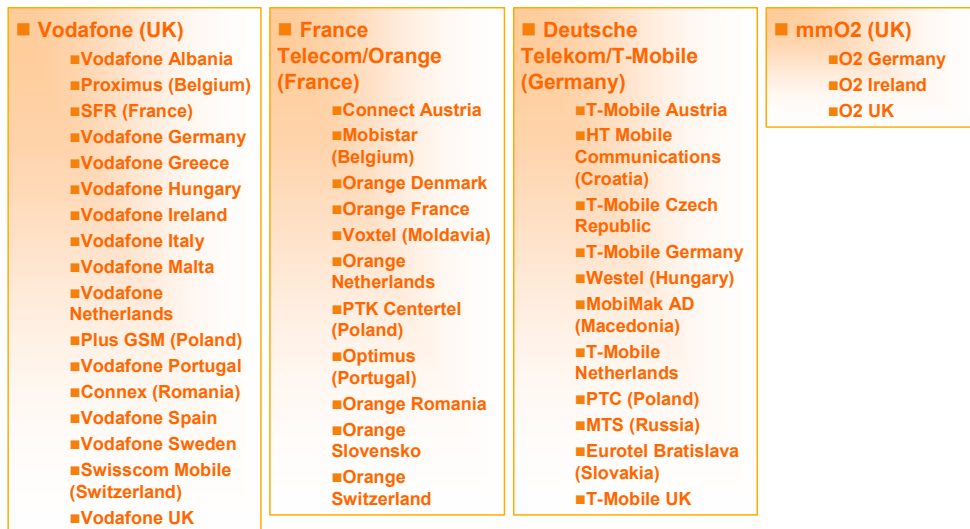 ■ Vodafone (UK)
■Vodafone Albania
■Proximus (Belgium)
■SFR (France)
■Vodafone Germany
■Vodafone Greece
■Vodafone Hungary
■Vodafone Ireland
■Vodafone Italy
■Vodafone Malta
■Vodafone
Netherlands
■Plus GSM (Poland)
■Vodafone Portugal
■Connex (Romania)
■Vodafone Spain
■Vodafone Sweden
■Swisscom Mobile
(Switzerland)
■Vodafone UK
■ France
Telecom/Orange
(France)
■Connect Austria
■Mobistar
(Belgium)
■Orange Denmark
■Orange France
■Voxtel (Moldavia)
■Orange
Netherlands
■PTK Centertel
(Poland)
■Optimus
(Portugal)
■Orange Romania
■Orange
Slovensko
■Orange
Switzerland
■ Deutsche
Telekom/T-Mobile
(Germany)
■T-Mobile Austria
■HT Mobile
Communications
(Croatia)
■T-Mobile Czech
Republic
■T-Mobile Germany
■Westel (Hungary)
■MobiMak AD
(Macedonia)
■T-Mobile
Netherlands
■PTC (Poland)
■MTS (Russia)
■Eurotel Bratislava
(Slovakia)
■T-Mobile UK
■ mmO2 (UK)
■O2 Germany
■O2 Ireland
■O2 UK